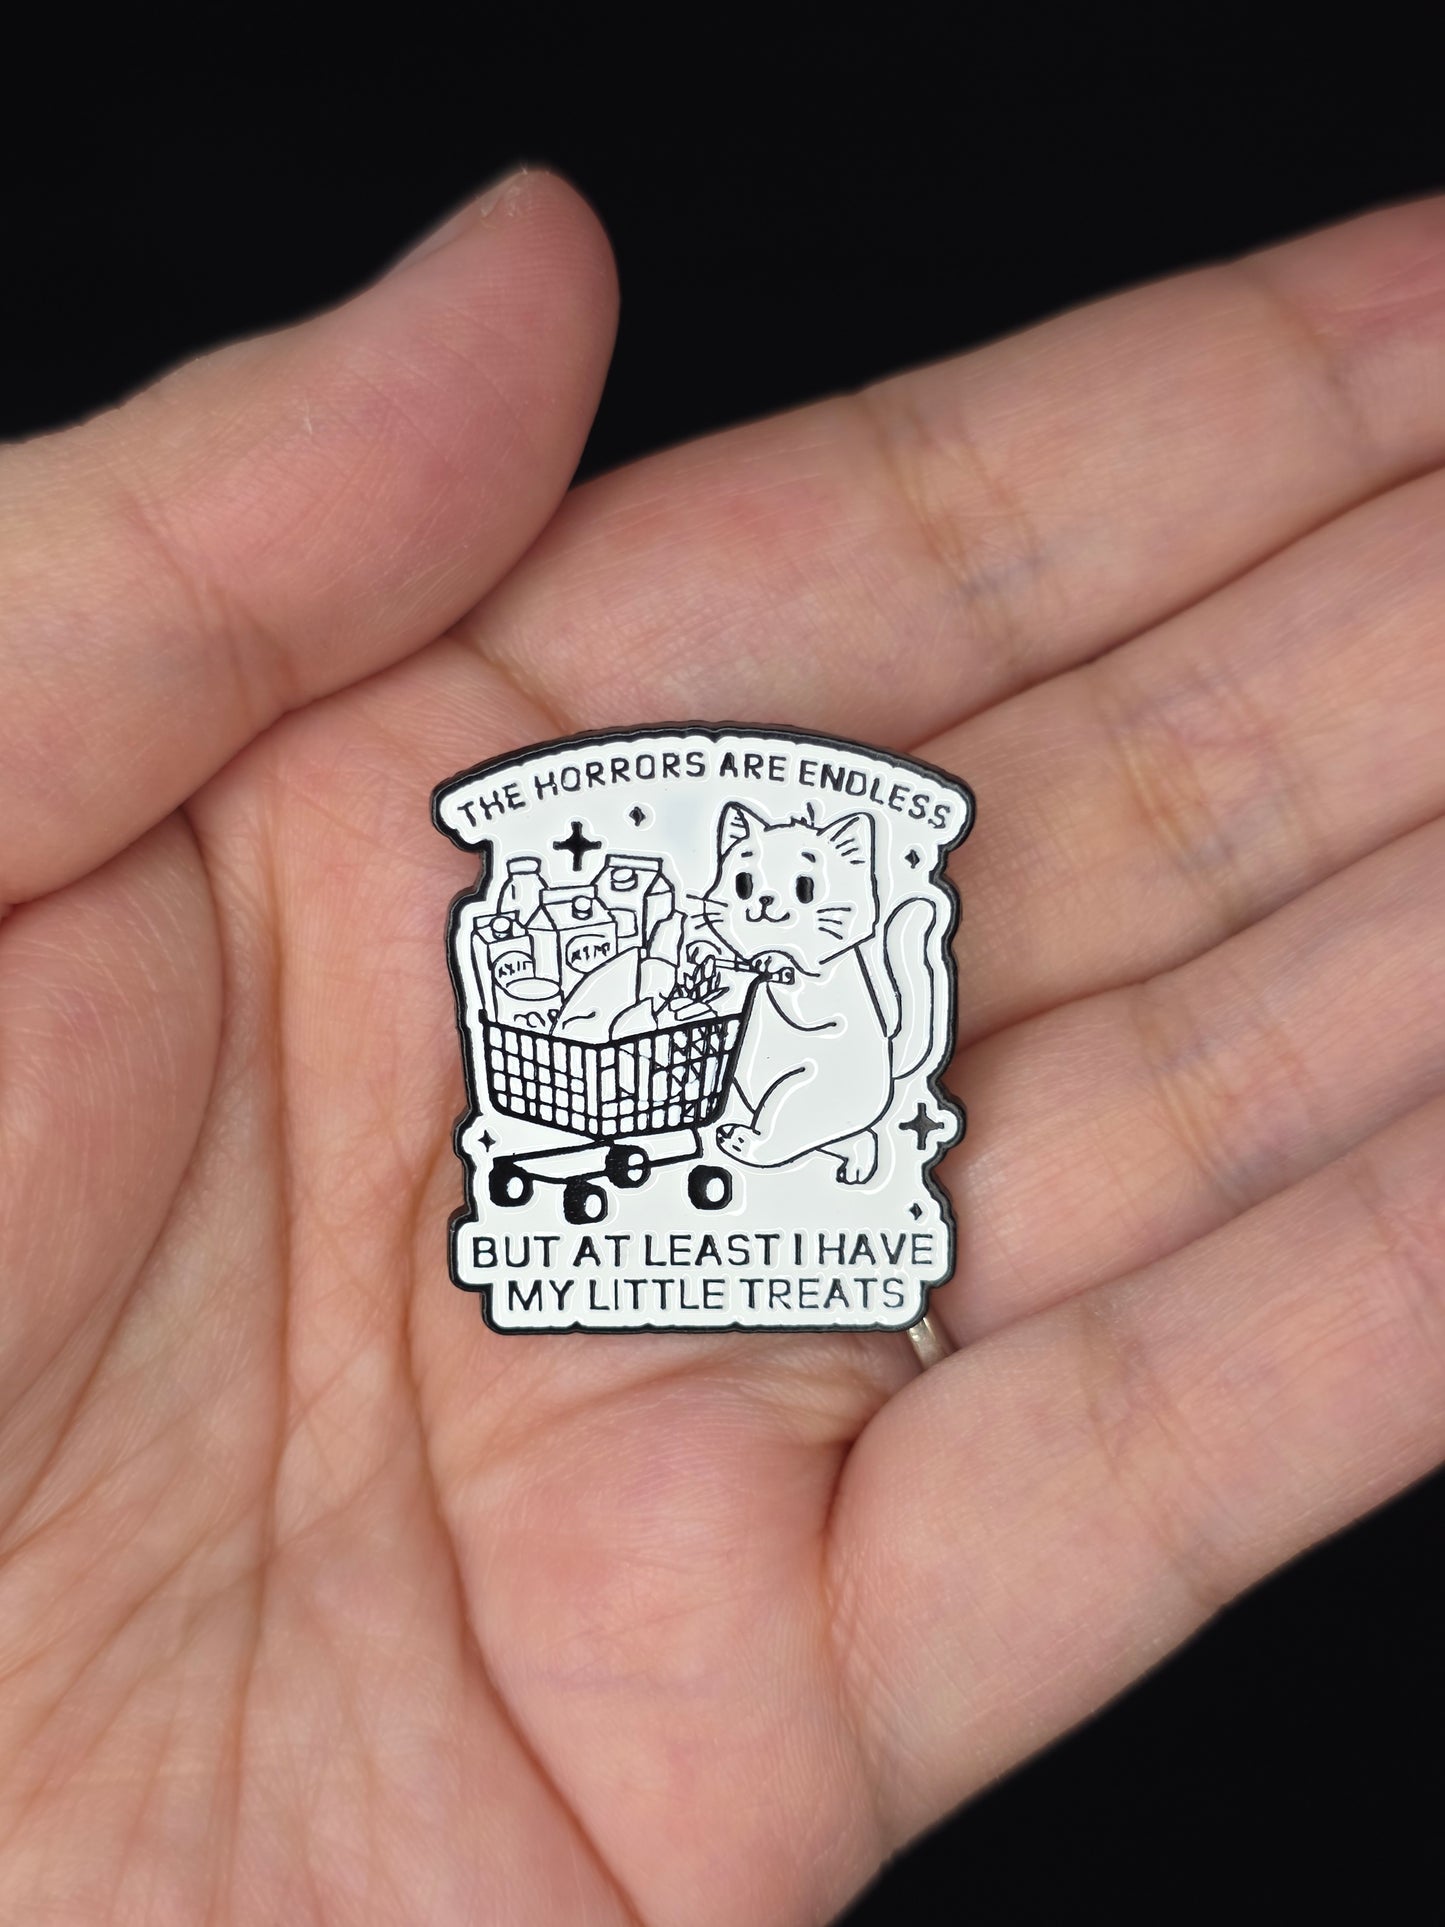 THE HORRORS ARE ENDLESS
BUT AT LEAST I HAVE
MY LITTLE TREATS